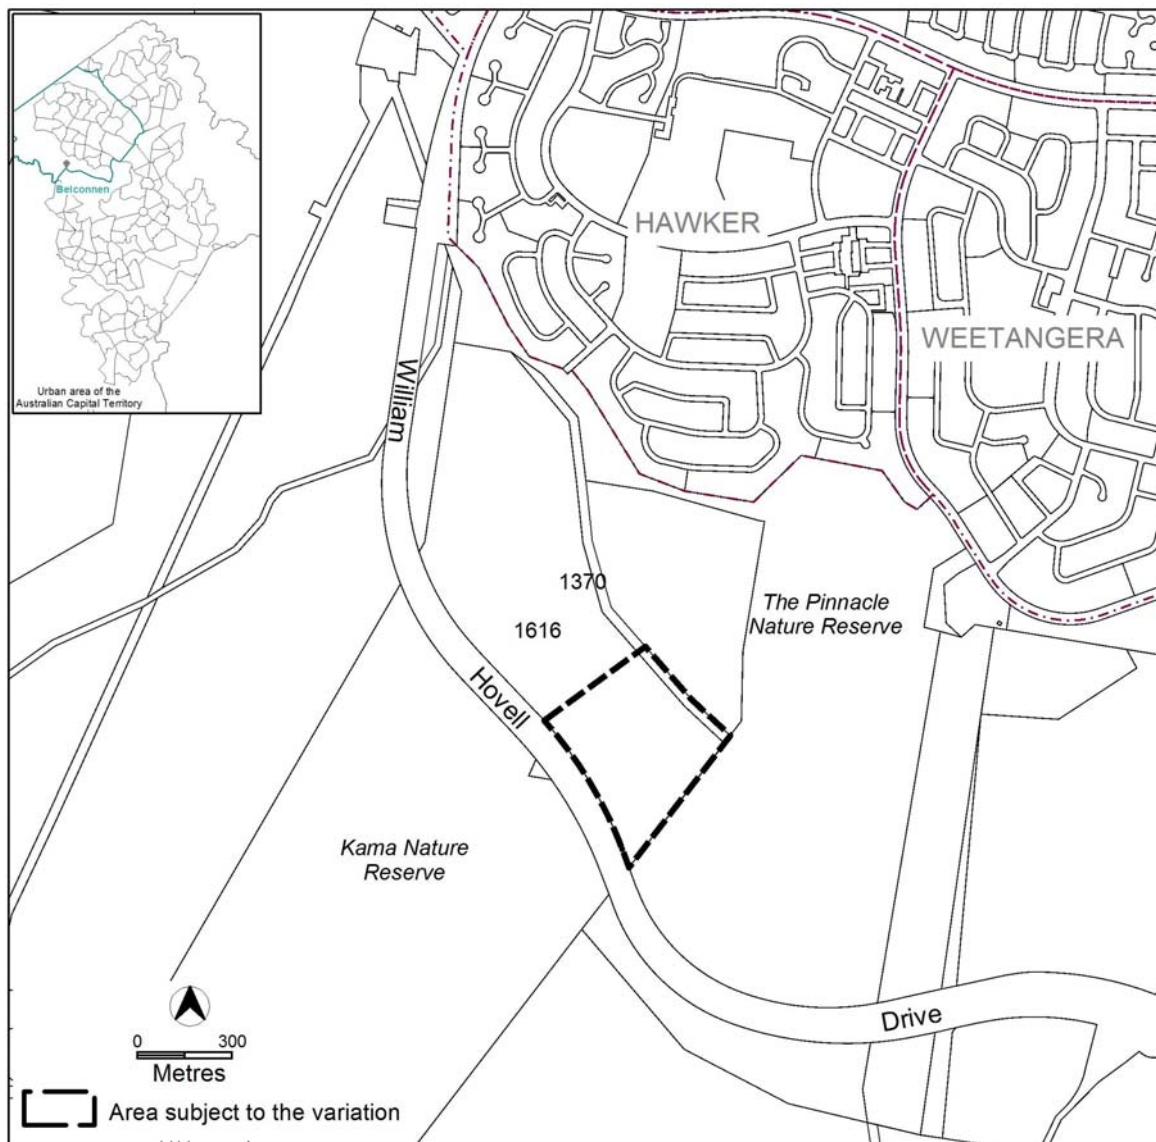 Belconnen
Urban area of the
Australian Capital Territory
HAWKER
WEETANGERA
William
1370
1616
The Pinnacle
Nature Reserve
Hovell
Kama Nature
Reserve
Drive
0 300
Metres
Area subject to the variation